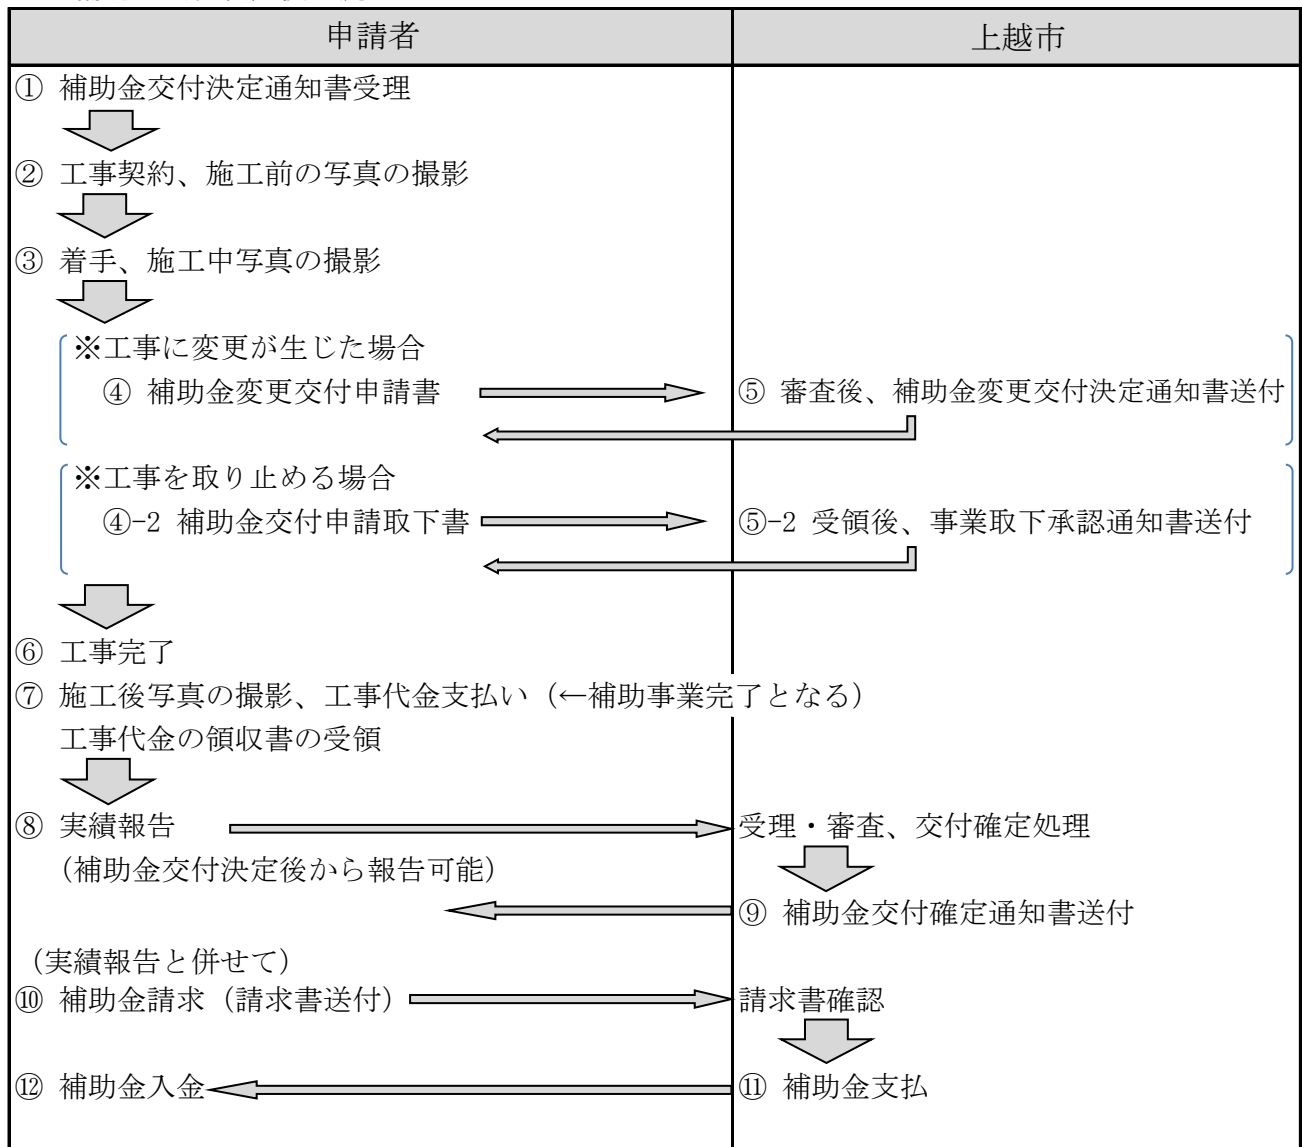 申請者
上越市
① 補助金交付決定通知書受理
② 工事契約、施工前の写真の撮影
③ 着手、施工中写真の撮影
※工事に変更が生じた場合
④ 補助金変更交付申請書
⑤ 審査後、補助金変更交付決定通知書送付
※工事を取り止める場合
④-2 補助金交付申請取下書
⑤-2 受領後、事業取下承認通知書送付
⑥ 工事完了
⑦ 施工後写真の撮影、工事代金支払い（←補助事業完了となる）
工事代金の領収書の受領
⑧ 実績報告
受理・審査、交付確定処理
（補助金交付決定後から報告可能）
⑨ 補助金交付確定通知書送付
（実績報告と併せて）
⑩ 補助金請求（請求書送付）
請求書確認
⑫ 補助金入金
⑪ 補助金支払